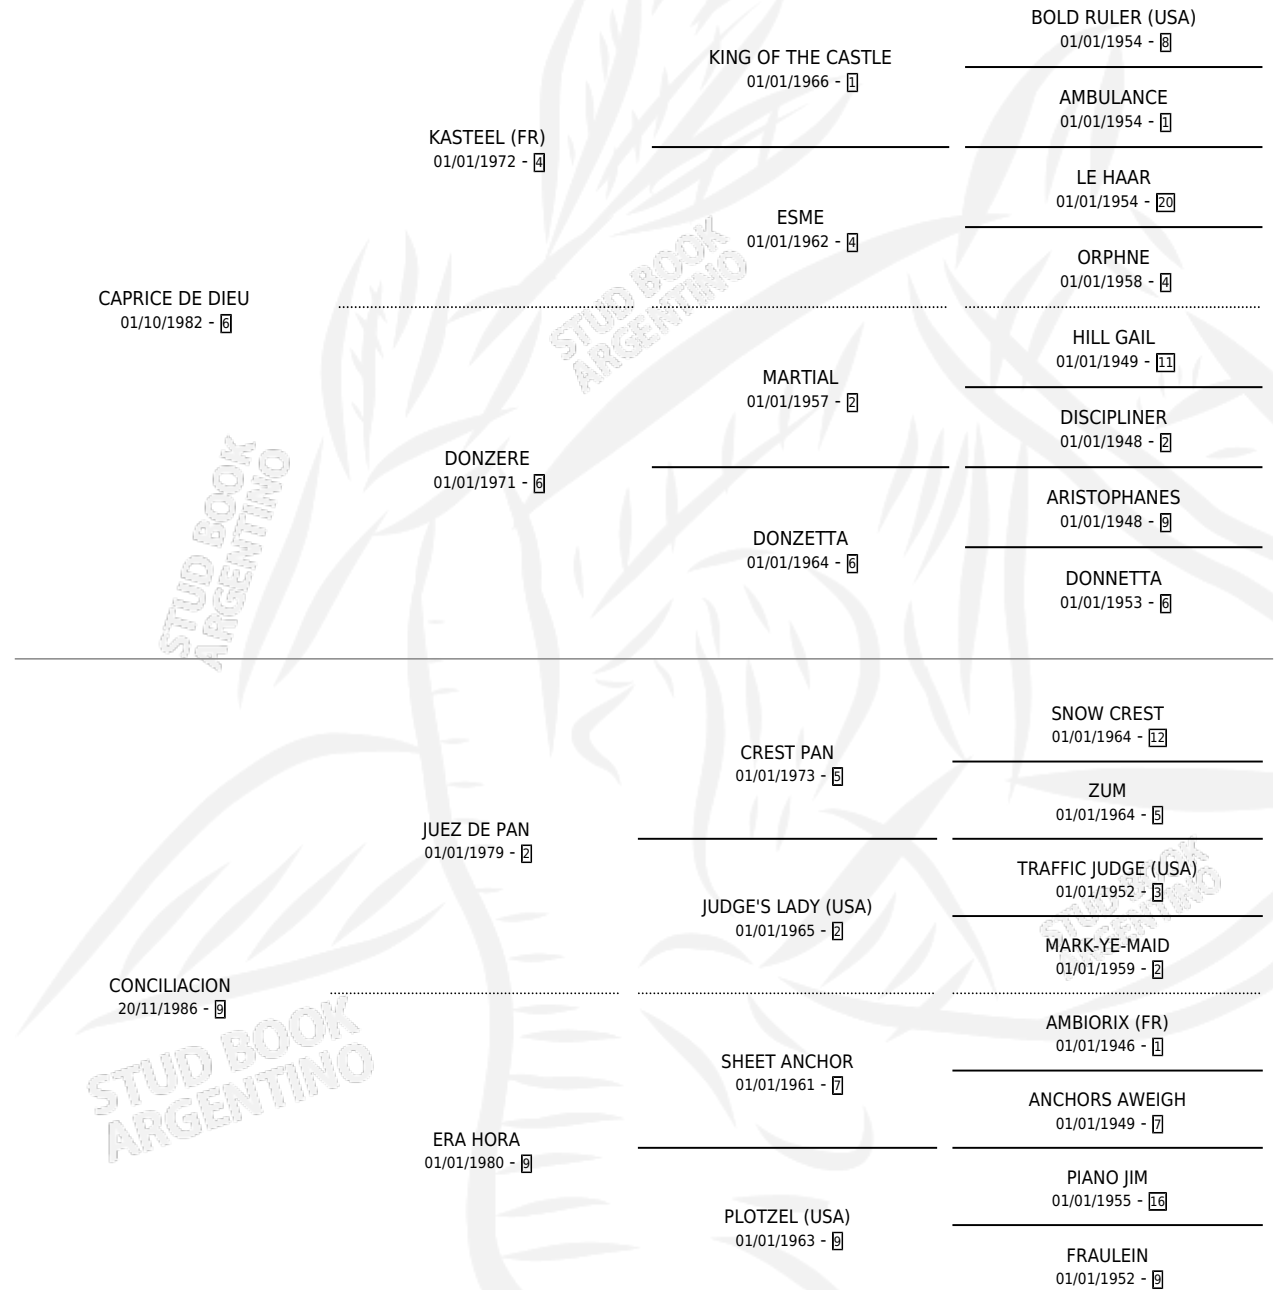 BOLD RULER (USA)
01/01/1954 - 8
KING OF THE CASTLE
01/01/1966 - 1
AMBULANCE
01/01/1954 - 1
KASTEEL (FR)
01/01/1972 - 4
LE HAAR
01/01/1954 - 20
ESME
01/01/1962 - 4
ORPHNE
01/01/1958 - 4
CAPRICE DE DIEU
01/10/1982 - 6
HILL GAIL
01/01/1949 - 11
MARTIAL
01/01/1957 - 2
DISCIPLINER
01/01/1948 - 2
DONZERE
01/01/1971 - 6
ARISTOPHANES
01/01/1948 - 9
DONZETTA
01/01/1964 - 6
DONNETTA
01/01/1953 - 6
STUD BOOK
ARGENTINO
STUD BOOK
ARGENTINO
SNOW CREST
01/01/1964 - 12
CREST PAN
01/01/1973 - 5
ZUM
01/01/1964 - 5
JUEZ DE PAN
01/01/1979 - 2
TRAFFIC JUDGE (USA)
01/01/1952 - 3
JUDGE'S LADY (USA)
01/01/1965 - 2
MARK-YE-MAID
01/01/1959 - 2
STUD BOOK
ARGENTINO
CONCILIACION
20/11/1986 - 9
AMBIORIX (FR)
01/01/1946 - 1
SHEET ANCHOR
01/01/1961 - 7
ANCHORS AWEIGH
01/01/1949 - 7
STUD BOOK
ARGENTINO
ERA HORA
01/01/1980 - 9
PIANO JIM
01/01/1955 - 16
PLOTZEL (USA)
01/01/1963 - 9
FRAULEIN
01/01/1952 - 9